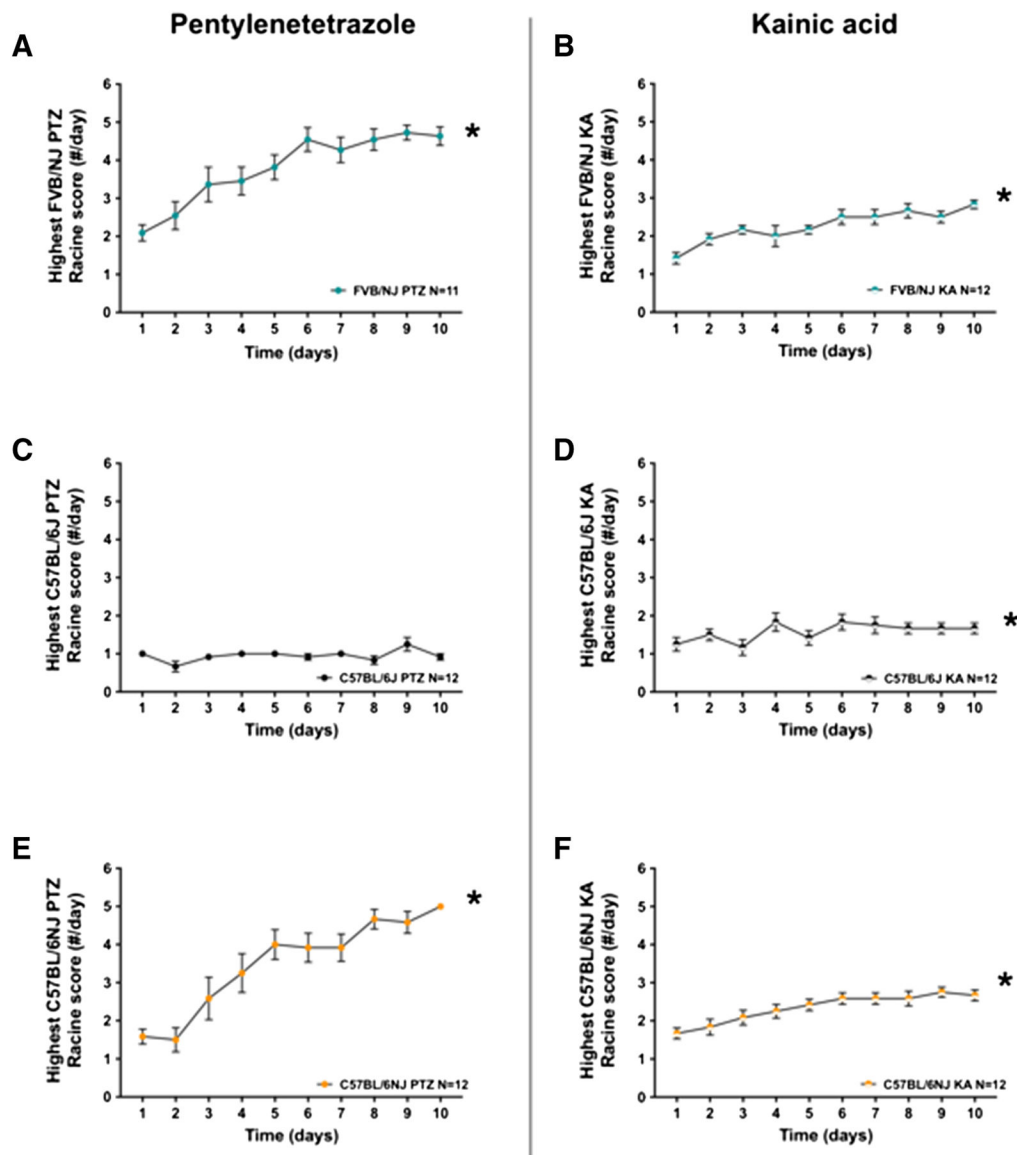 Pentylenetetrazole
Kainic acid
A
Highest FVB/NJ PTZ
Racine score (#/day)
6
5
4
3
2
1
0
*
FVB/NJ PTZ N=11
1 2 3 4 5 6 7 8 9 10
Time (days)
B
Highest FVB/NJ KA
Racine score (#/day)
6
5
4
3
2
1
0
*
FVB/NJ KA N=12
1 2 3 4 5 6 7 8 9 10
Time (days)
C
Highest C57BL/6J PTZ
Racine score (#/day)
6
5
4
3
2
1
0
C57BL/6J PTZ N=12
1 2 3 4 5 6 7 8 9 10
Time (days)
D
Highest C57BL/6J KA
Racine score (#/day)
6
5
4
3
2
1
0
*
C57BL/6J KA N=12
1 2 3 4 5 6 7 8 9 10
Time (days)
E
Highest C57BL/6NJ PTZ
Racine score (#/day)
6
5
4
3
2
1
0
*
C57BL/6NJ PTZ N=12
1 2 3 4 5 6 7 8 9 10
Time (days)
F
Highest C57BL/6NJ KA
Racine score (#/day)
6
5
4
3
2
1
0
*
C57BL/6NJ KA N=12
1 2 3 4 5 6 7 8 9 10
Time (days)